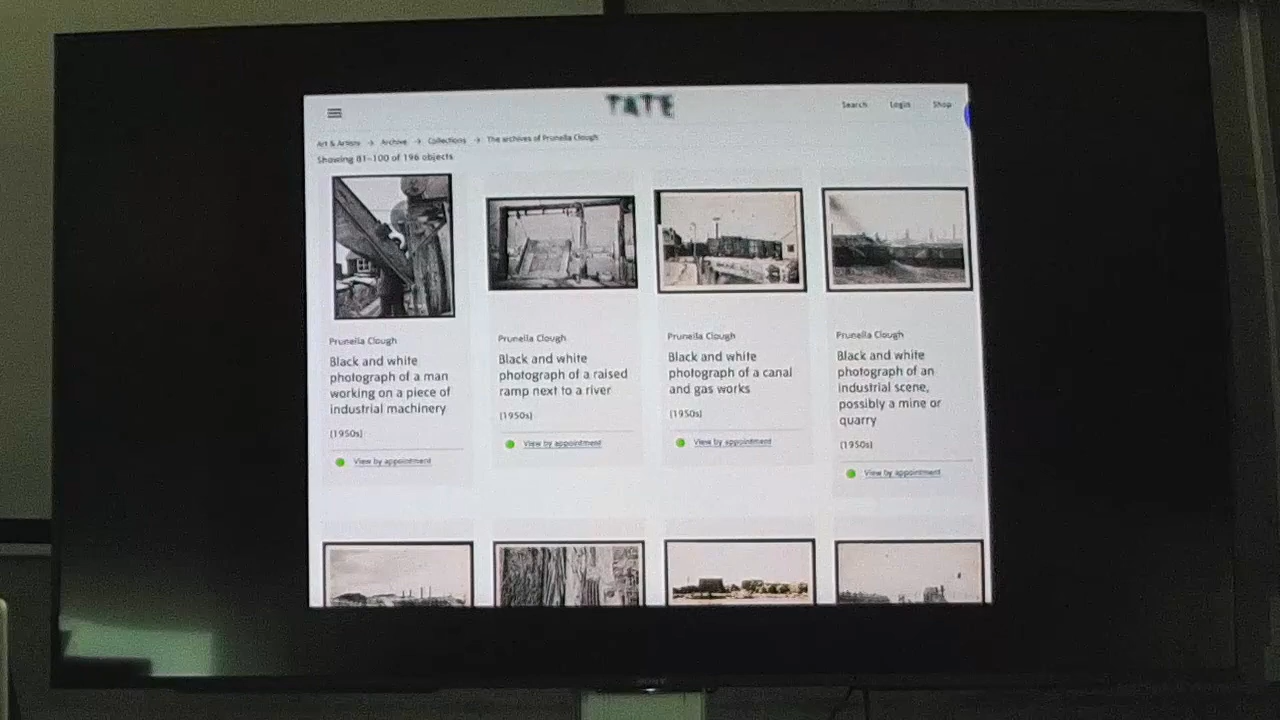 TATE
Search Login Shop
Art & Artists → Archive → Collections → The archives of Prunella Clough
Showing 81–100 of 196 objects
Prunella Clough
Black and white
photograph of a man
working on a piece of
industrial machinery
(1950s)
View by appointment
Prunella Clough
Black and white
photograph of a raised
ramp next to a river
(1950s)
View by appointment
Prunella Clough
Black and white
photograph of a canal
and gas works
(1950s)
View by appointment
Prunella Clough
Black and white
photograph of an
industrial scene,
possibly a mine or
quarry
(1950s)
View by appointment
SONY